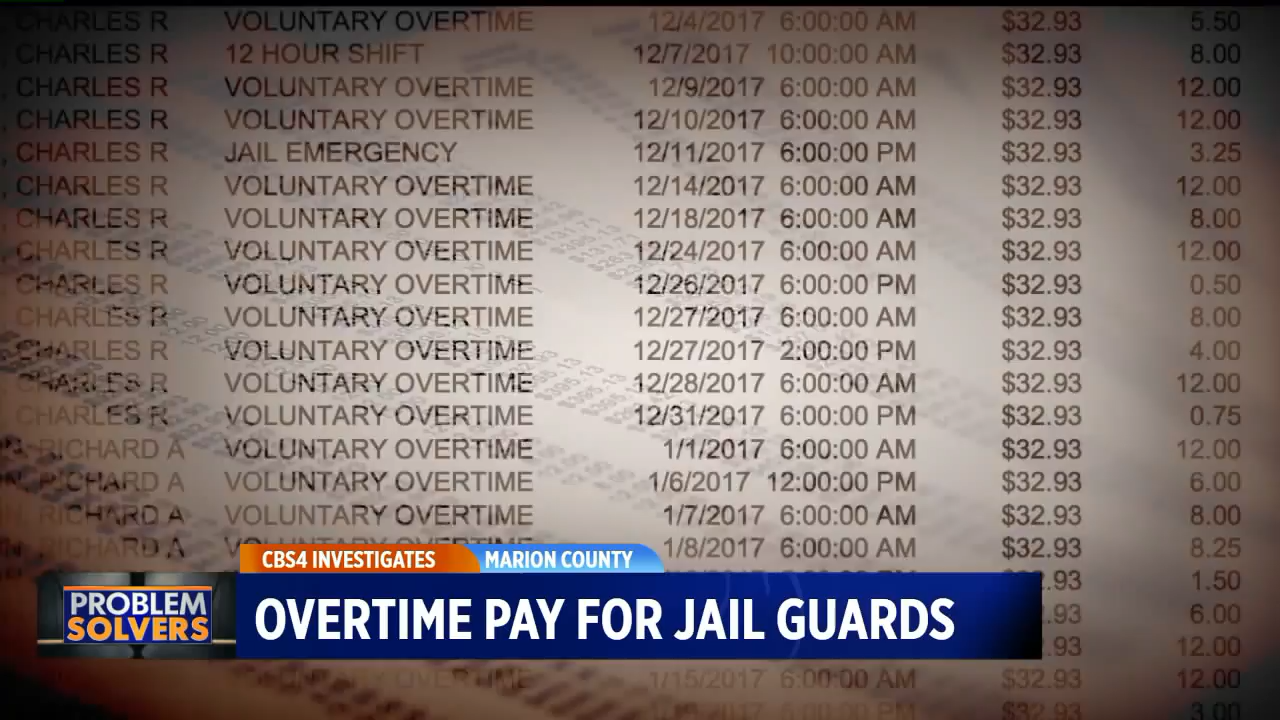 CHARLES R VOLUNTARY OVERTIME 12/4/2017 6:00:00 AM $32.93 5.50
CHARLES R 12 HOUR SHIFT 12/7/2017 10:00:00 AM $32.93 8.00
CHARLES R VOLUNTARY OVERTIME 12/9/2017 6:00:00 AM $32.93 12.00
CHARLES R VOLUNTARY OVERTIME 12/10/2017 6:00:00 AM $32.93 12.00
CHARLES R JAIL EMERGENCY 12/11/2017 6:00:00 PM $32.93 3.25
CHARLES R VOLUNTARY OVERTIME 12/14/2017 6:00:00 AM $32.93 12.00
CHARLES R VOLUNTARY OVERTIME 12/18/2017 6:00:00 AM $32.93 8.00
CHARLES R VOLUNTARY OVERTIME 12/24/2017 6:00:00 AM $32.93 12.00
CHARLES R VOLUNTARY OVERTIME 12/26/2017 6:00:00 PM $32.93 0.50
CHARLES R VOLUNTARY OVERTIME 12/27/2017 6:00:00 AM $32.93 8.00
CHARLES R VOLUNTARY OVERTIME 12/27/2017 2:00:00 PM $32.93 4.00
CHARLES R VOLUNTARY OVERTIME 12/28/2017 6:00:00 AM $32.93 12.00
CHARLES R VOLUNTARY OVERTIME 12/31/2017 6:00:00 PM $32.93 0.75
RICHARD A VOLUNTARY OVERTIME 1/1/2017 6:00:00 AM $32.93 12.00
RICHARD A VOLUNTARY OVERTIME 1/6/2017 12:00:00 PM $32.93 6.00
RICHARD A VOLUNTARY OVERTIME 1/7/2017 6:00:00 AM $32.93 8.00
RICHARD A VOLUNTARY OVERTIME 1/8/2017 6:00:00 AM $32.93 8.25
CBS4 INVESTIGATES MARION COUNTY
.93 1.50
PROBLEM
SOLVERS
OVERTIME PAY FOR JAIL GUARDS
.93 6.00
.93 12.00
1/15/2017 6:00:00 AM $32.93 12.00
$32.93 3.00